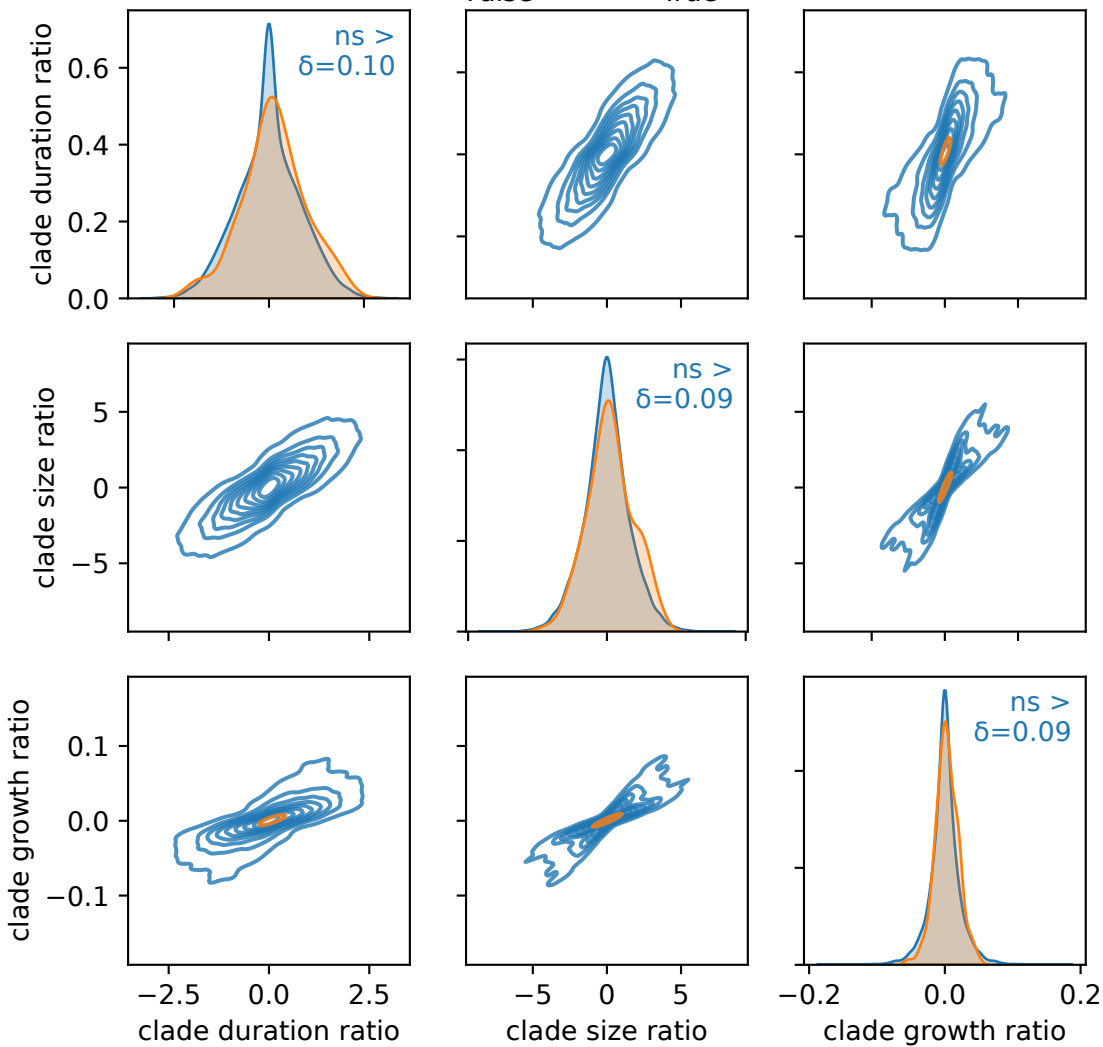 clade duration ratio
0.6
0.4
0.2
0.0
ns >
δ=0.10
clade size ratio
5
0
−5
ns >
δ=0.09
−5
0
5
clade growth ratio
0.1
0.0
−0.1
ns >
δ=0.09
−2.5
0.0
2.5
−5
0
5
−0.2
0.0
0.2
clade duration ratio
clade size ratio
clade growth ratio